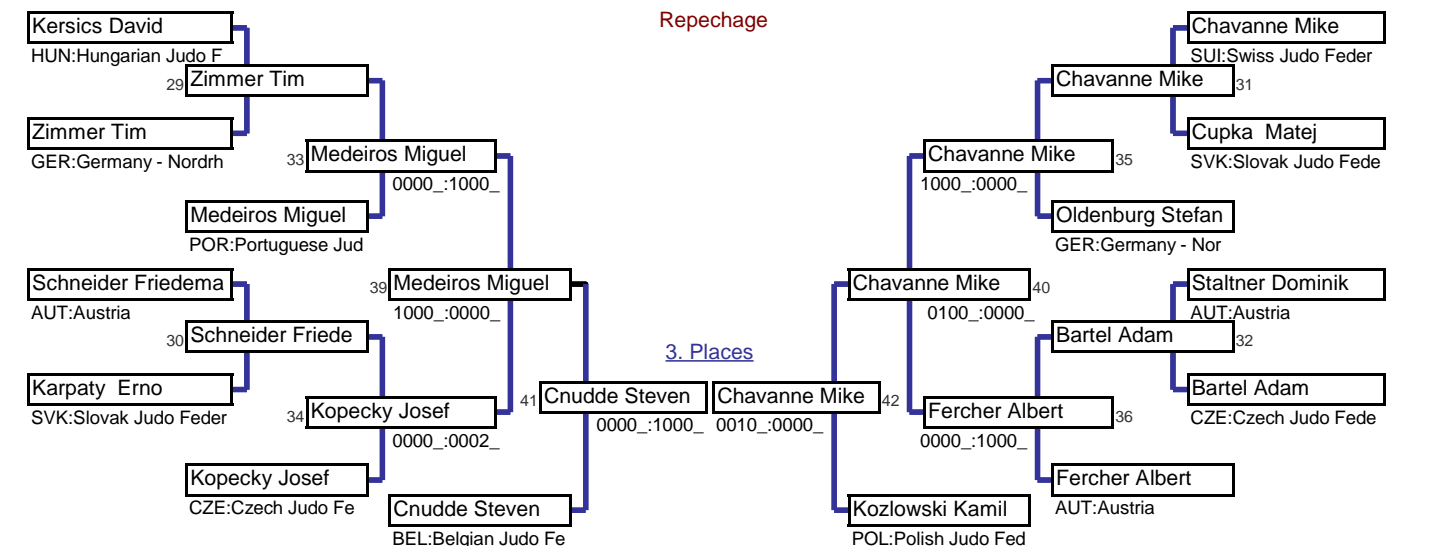 Repechage
Kersics David
HUN:Hungarian Judo F
29 Zimmer Tim
Zimmer Tim
GER:Germany - Nordrh
33 Medeiros Miguel
0000_:1000_
Medeiros Miguel
POR:Portuguese Jud
Schneider Friedema
AUT:Austria
39 Medeiros Miguel
1000_:0000_
30 Schneider Friede
Karpaty Erno
SVK:Slovak Judo Feder
34 Kopecky Josef
0000_:0002_
Kopecky Josef
CZE:Czech Judo Fe
Cnudde Steven
BEL:Belgian Judo Fe
3. Places
41 Cnudde Steven
0000_:1000_
Chavanne Mike 42
0010_:0000_
Chavanne Mike
SUI:Swiss Judo Feder
Chavanne Mike 31
Cupka Matej
SVK:Slovak Judo Fede
Chavanne Mike 35
1000_:0000_
Oldenburg Stefan
GER:Germany - Nor
Chavanne Mike 40
0100_:0000_
Staltner Dominik
AUT:Austria
Bartel Adam 32
Bartel Adam
CZE:Czech Judo Fede
Fercher Albert 36
0000_:1000_
Fercher Albert
AUT:Austria
Kozlowski Kamil
POL:Polish Judo Fed